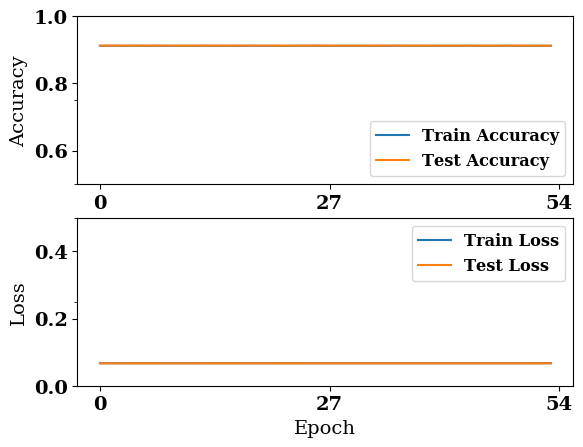 1.0
0.8
0.6
Accuracy
Train Accuracy
Test Accuracy
0 27 54
0.4
0.2
0.0
Loss
Train Loss
Test Loss
0 27 54
Epoch